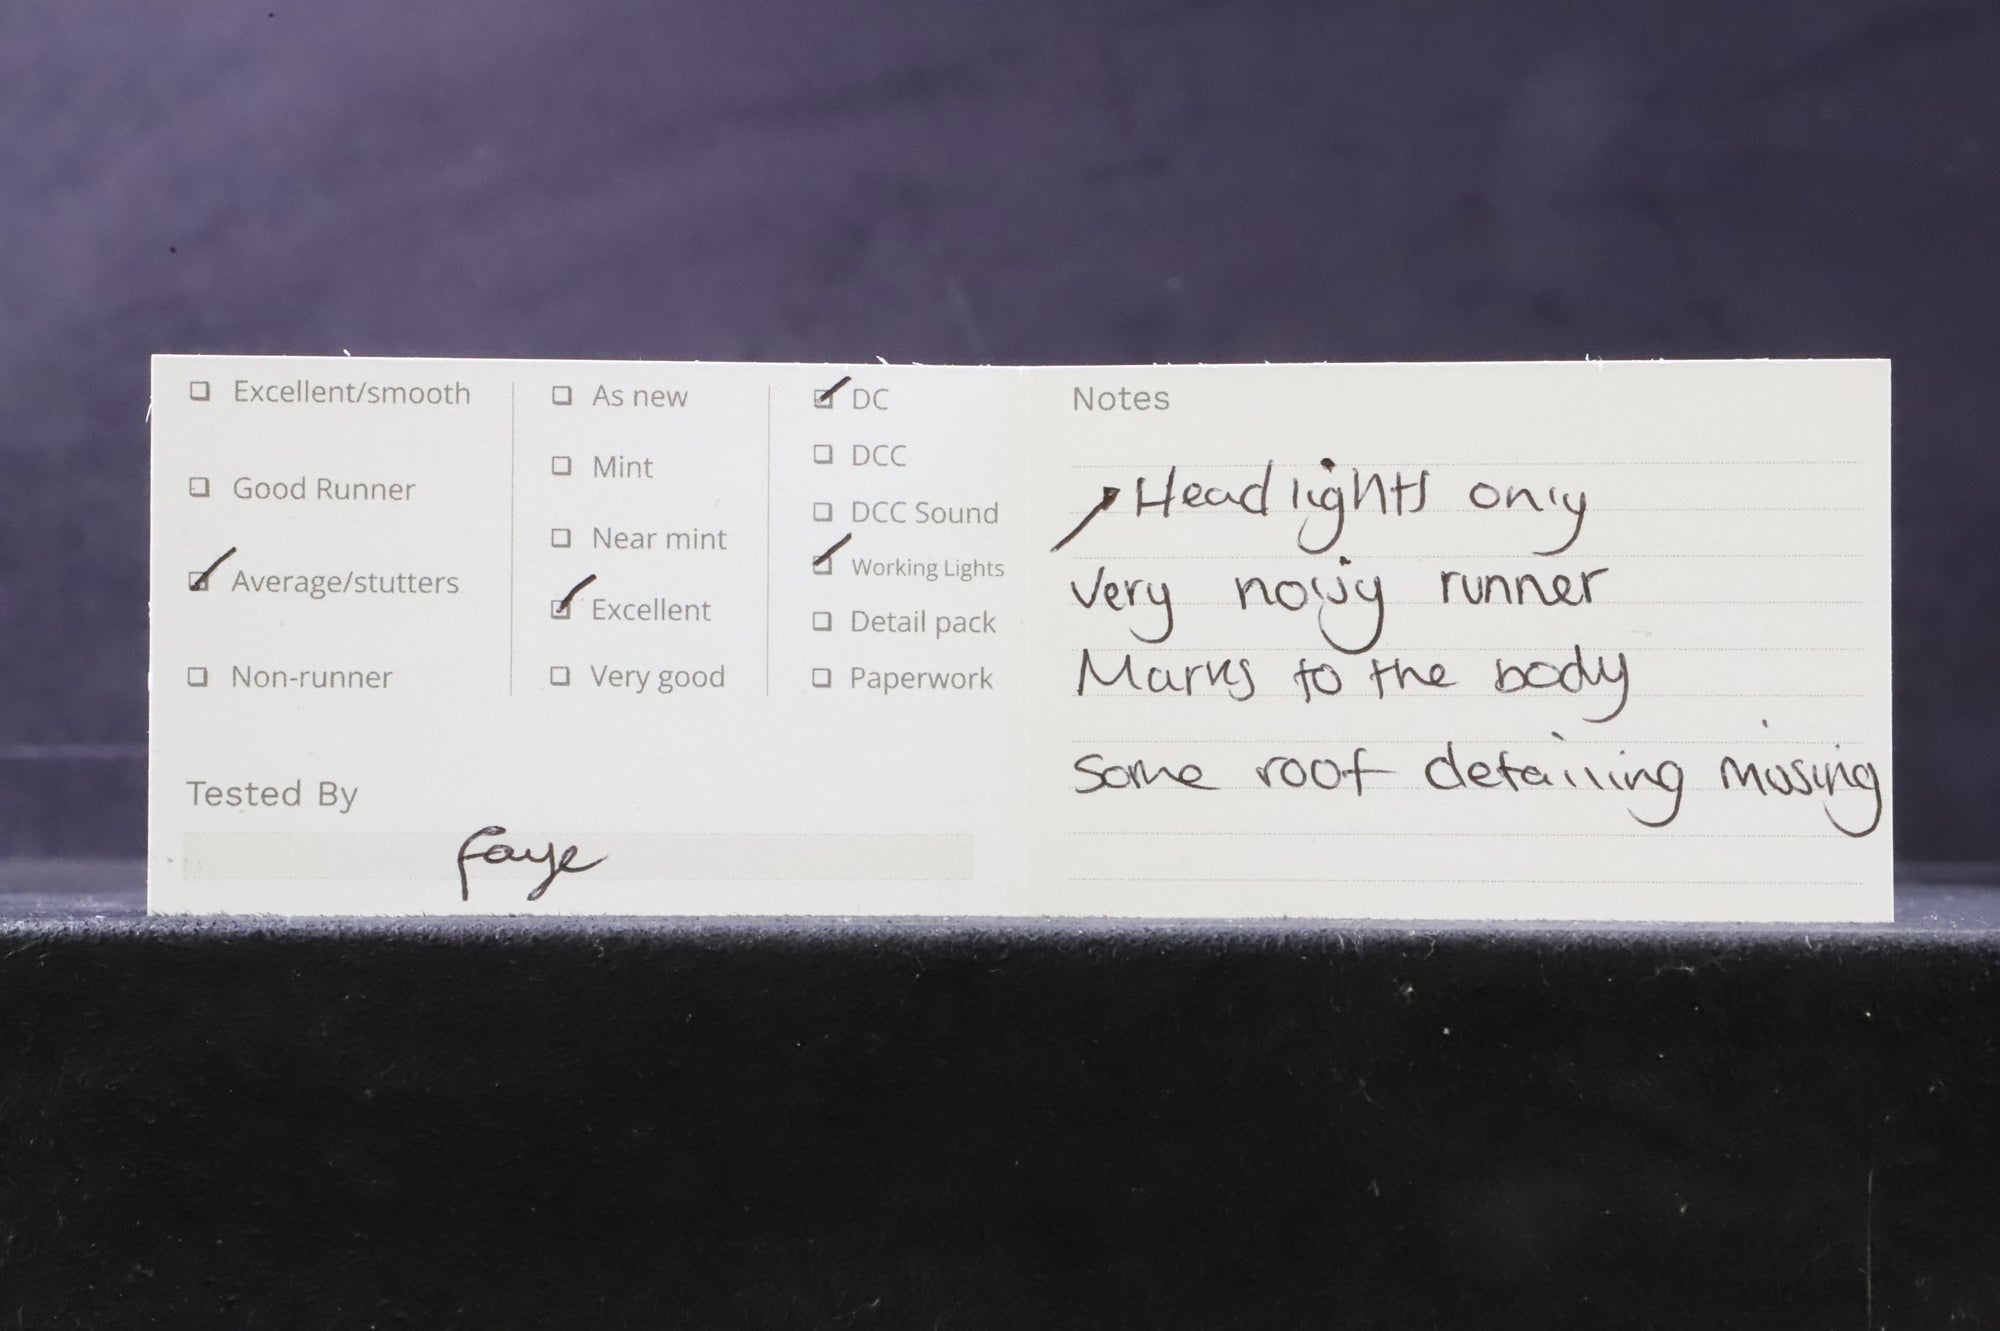 Excellent/smooth
Good Runner
Average/stutters
Non-runner
As new
Mint
Near mint
Excellent
Very good
DC
DCC
DCC Sound
Working Lights
Detail pack
Paperwork
Tested By
faye
Notes
Headlights only
Very noisy runner
Marks to the body
Some roof detailing missing